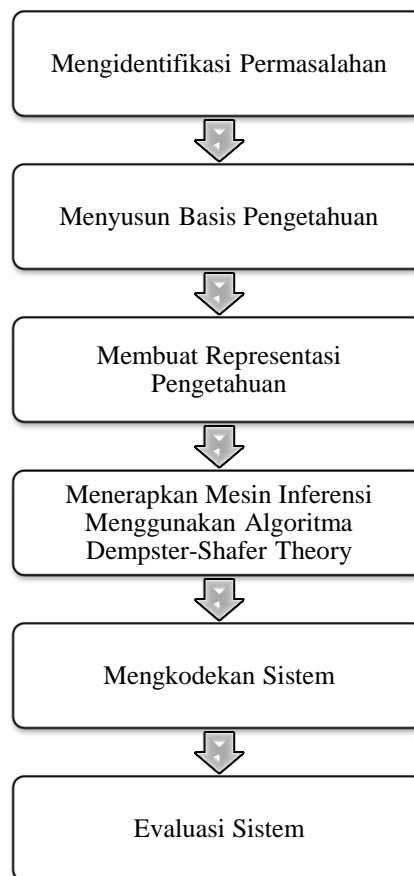 Mengidentifikasi Permasalahan
Menyusun Basis Pengetahuan
Membuat Representasi
Pengetahuan
Menerapkan Mesin Inferensi
Menggunakan Algoritma
Dempster-Shafer Theory
Mengkodekan Sistem
Evaluasi Sistem